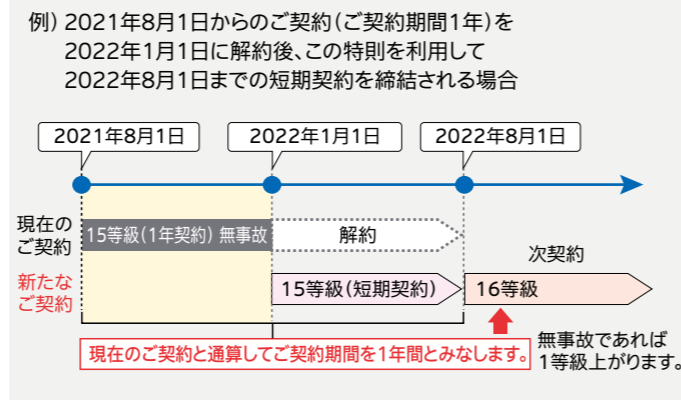 例）2021年8月1日からのご契約（ご契約期間1年）を
2022年1月1日に解約後、この特則を利用して
2022年8月1日までの短期契約を締結される場合
2021年8月1日
2022年1月1日
2022年8月1日
現在の
ご契約
15等級（1年契約） 無事故
解約
次契約
新たな
ご契約
15等級（短期契約）
16等級
現在のご契約と通算してご契約期間を1年間とみなします。
無事故であれば
1等級上がります。